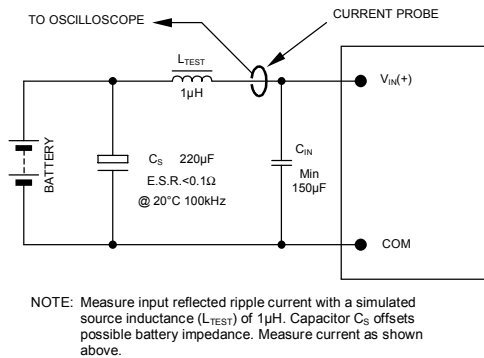 TO OSCILLOSCOPE
CURRENT PROBE
L_TEST
1µH
V_IN(+)
BATTERY
C_S 220µF
E.S.R.<0.1Ω
@ 20°C 100kHz
C_IN
Min
150µF
COM
NOTE: Measure input reflected ripple current with a simulated
source inductance (L_TEST) of 1µH. Capacitor C_S offsets
possible battery impedance. Measure current as shown
above.